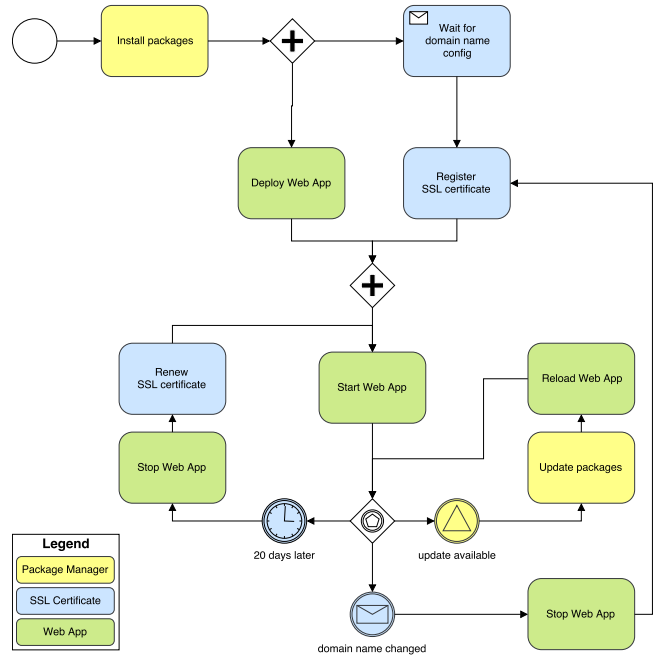 Install packages
Wait for
domain name
config
Deploy Web App
Register
SSL certificate
Renew
SSL certificate
Start Web App
Reload Web App
Stop Web App
Update packages
20 days later
update available
Legend
Package Manager
SSL Certificate
Web App
Stop Web App
domain name changed